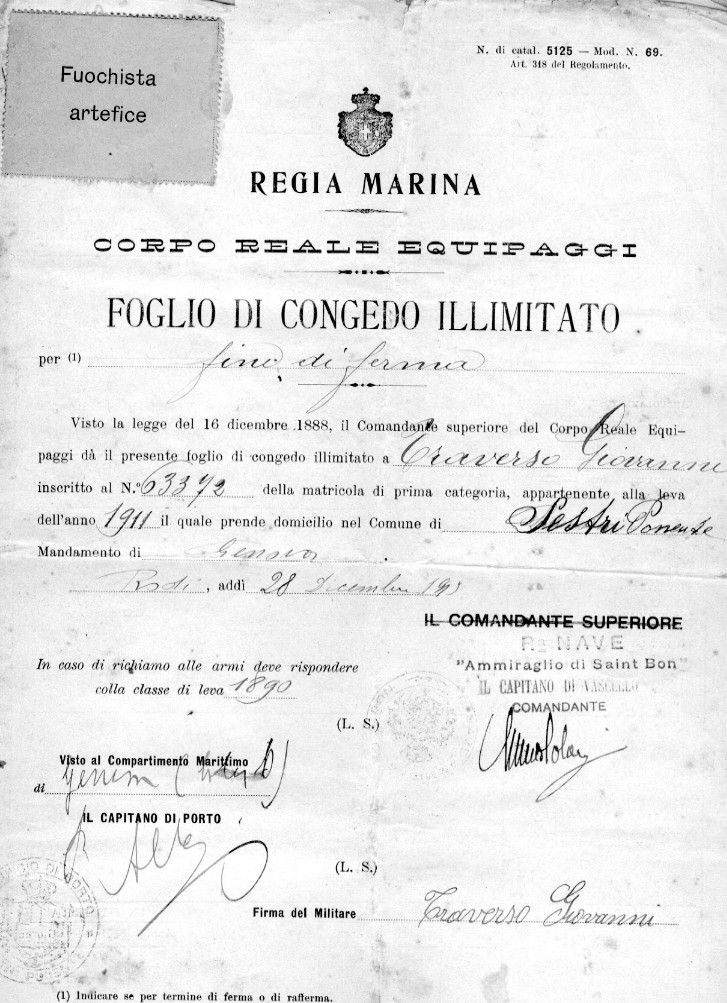 Fuochista
artefice
N. di catal. 5125 — Mod. N. 69.
Art. 318 del Regolamento.
REGIA MARINA
CORPO REALE EQUIPAGGI
FOGLIO DI CONGEDO ILLIMITATO
per (1) fine di ferma
Visto la legge del 16 dicembre 1888, il Comandante superiore del Corpo Reale Equi-
paggi dà il presente foglio di congedo illimitato a Traverso Giovanni
inscritto al N.º 63372 della matricola di prima categoria, appartenente alla leva
dell'anno 1911 il quale prende domicilio nel Comune di Sestri Ponente
Mandamento di Genova.
Rodi, addì 28 Dicembre
IL COMANDANTE SUPERIORE
R. NAVE
"Ammiraglio di Saint Bon"
IL CAPITANO DI VASCELLO
COMANDANTE
In caso di richiamo alle armi deve rispondere
colla classe di leva 1890
(L. S.)
Visto al Compartimento Marittimo
di Genova
IL CAPITANO DI PORTO
(L. S.)
Firma del Militare Traverso Giovanni
(1) Indicare se per termine di ferma o di rafferma.